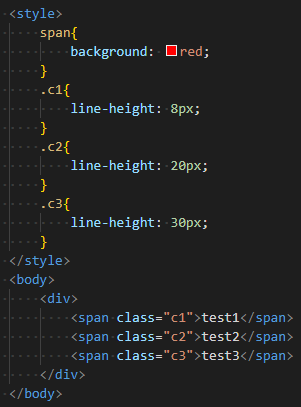 <style>
span{
background: red;
}
.c1{
line-height: 8px;
}
.c2{
line-height: 20px;
}
.c3{
line-height: 30px;
}
</style>
<body>
<div>
<span class="c1">test1</span>
<span class="c2">test2</span>
<span class="c3">test3</span>
</div>
</body>